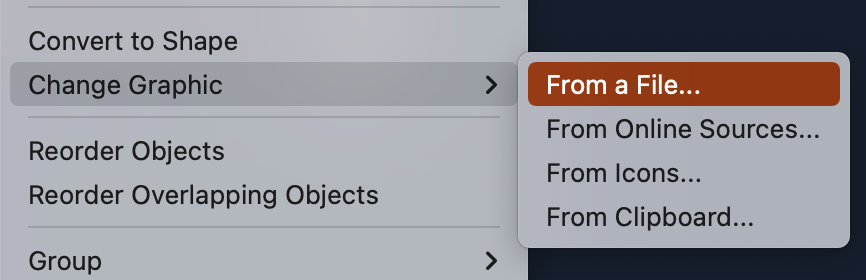 Convert to Shape
Change Graphic
From a File...
From Online Sources...
From Icons...
From Clipboard...
Reorder Objects
Reorder Overlapping Objects
Group